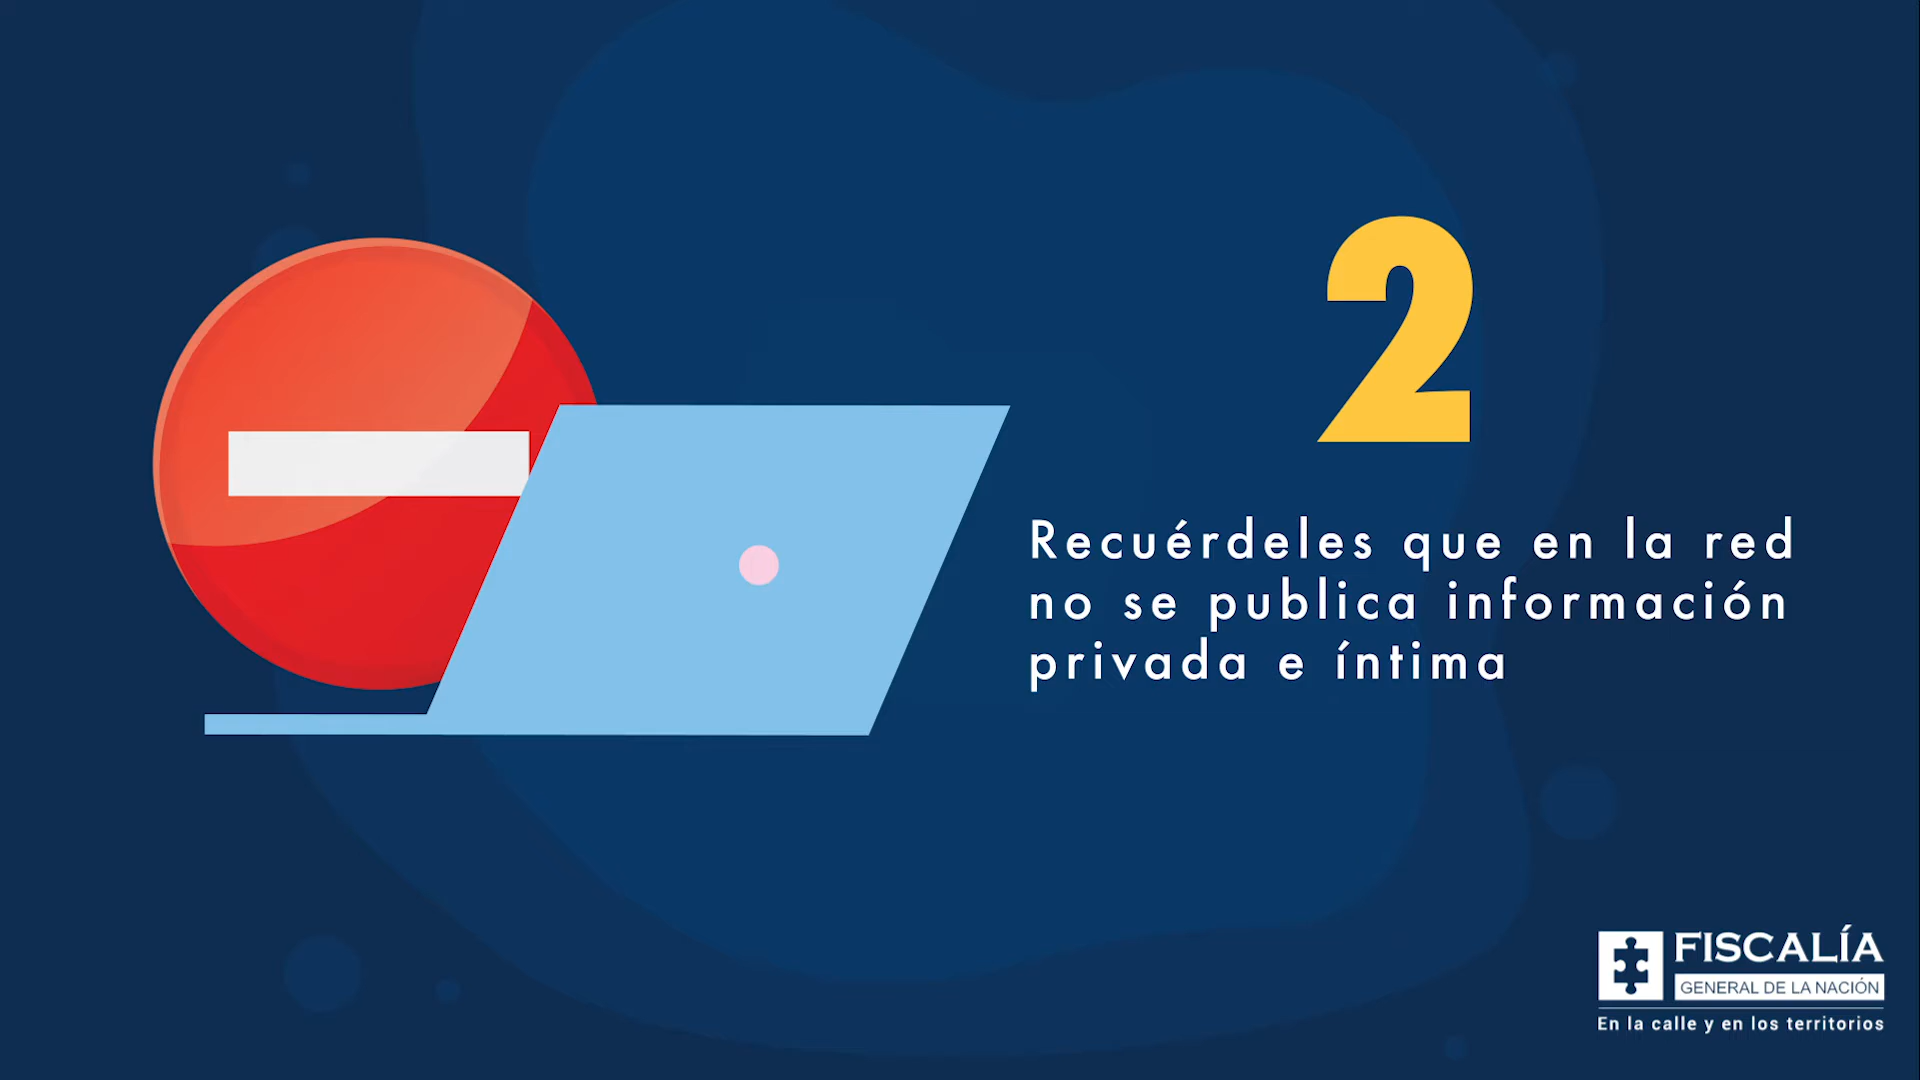 2
Recuérdeles que en la red
no se publica información
privada e íntima
FISCALÍA
GENERAL DE LA NACIÓN
En la calle y en los territorios